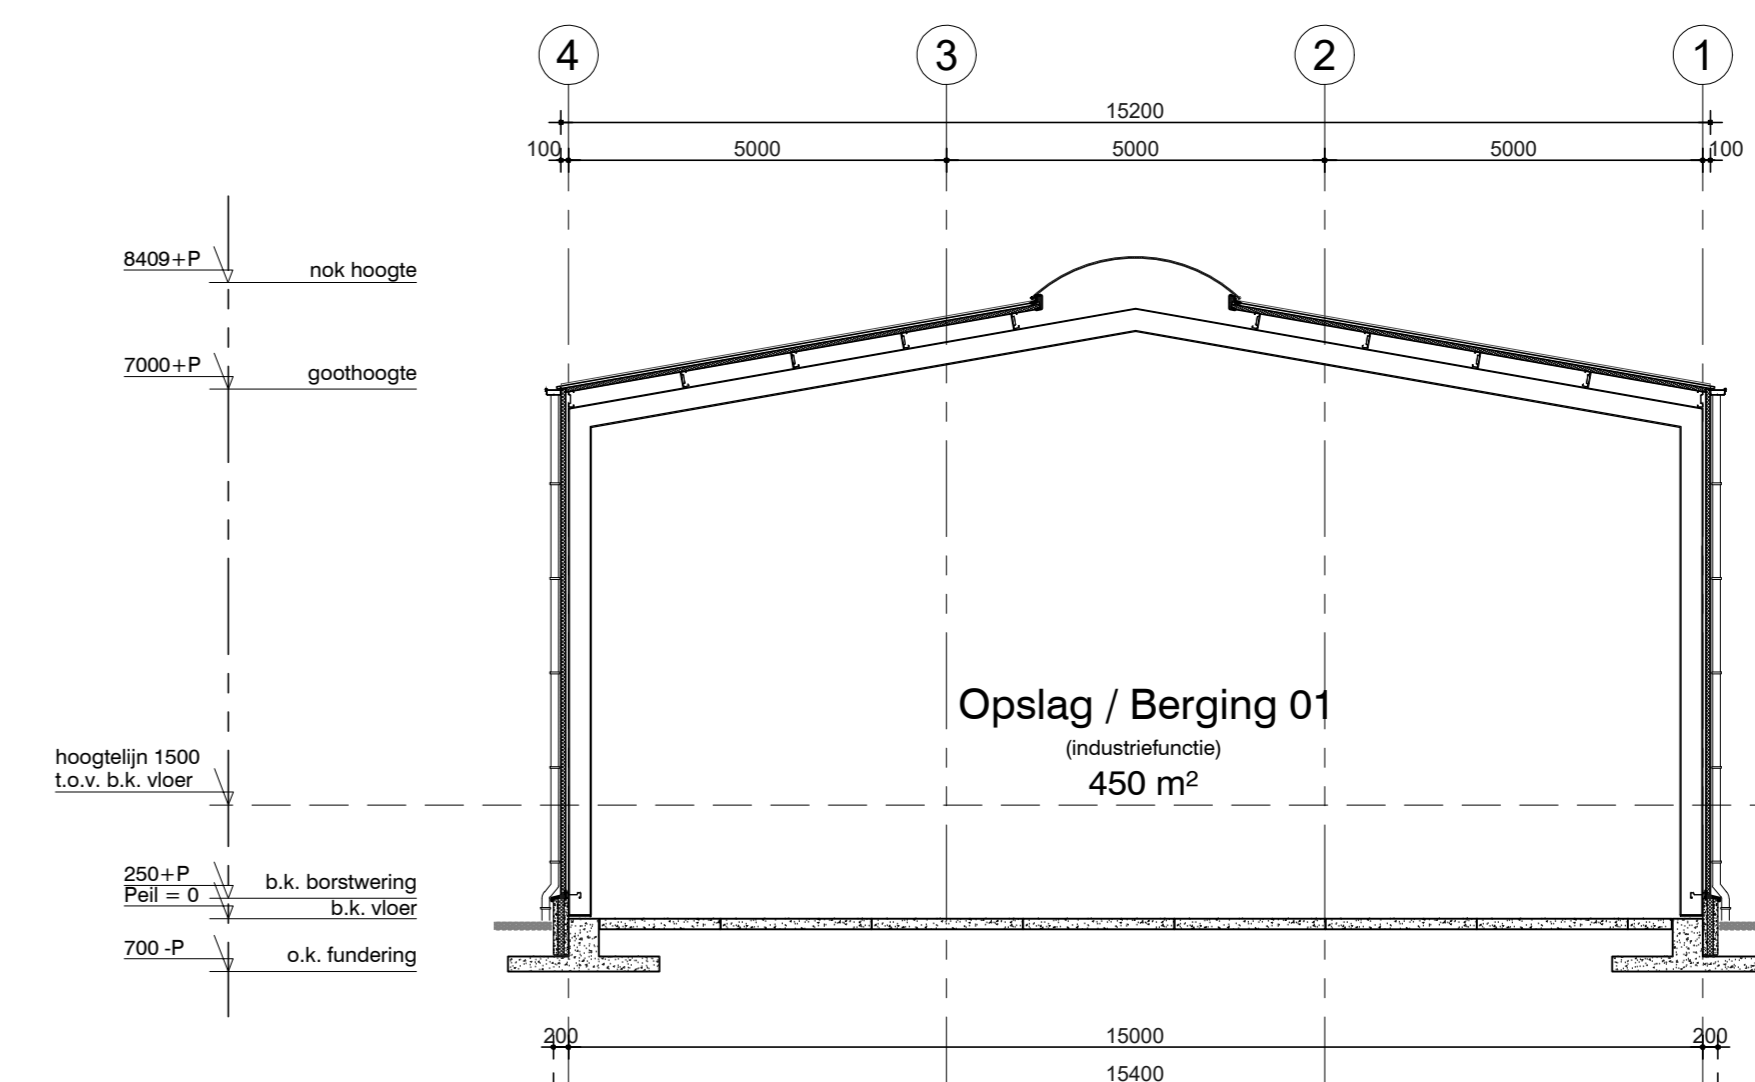 4 3 2 1
15200
100 5000 5000 5000 100
8409+P nok hoogte
7000+P goothoogte
Opslag / Berging 01
(industriefunctie)
450 m²
hoogtelijn 1500
t.o.v. b.k. vloer
250+P b.k. borstwering
Peil = 0 b.k. vloer
700 -P o.k. fundering
200 15000 200
15400